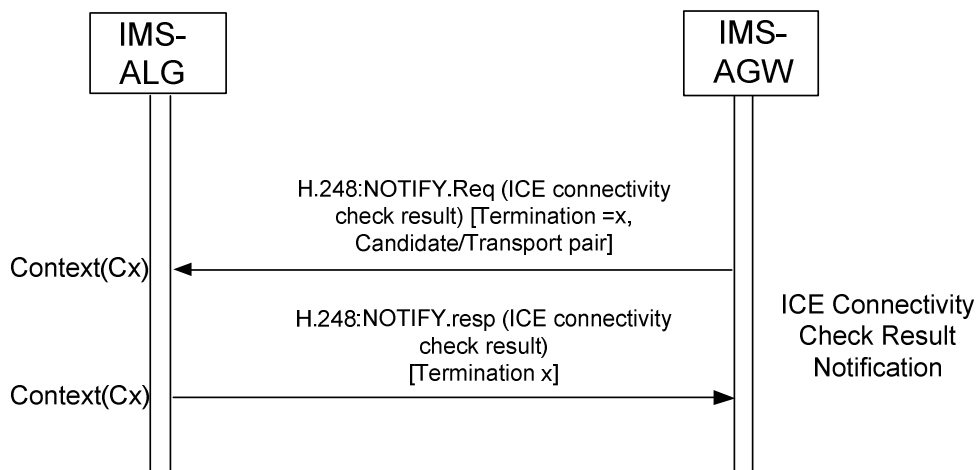 IMS-
ALG
IMS-
AGW
H.248:NOTIFY.Req (ICE connectivity
check result) [Termination =x,
Candidate/Transport pair]
Context(Cx)
H.248:NOTIFY.resp (ICE connectivity
check result)
[Termination x]
Context(Cx)
ICE Connectivity
Check Result
Notification